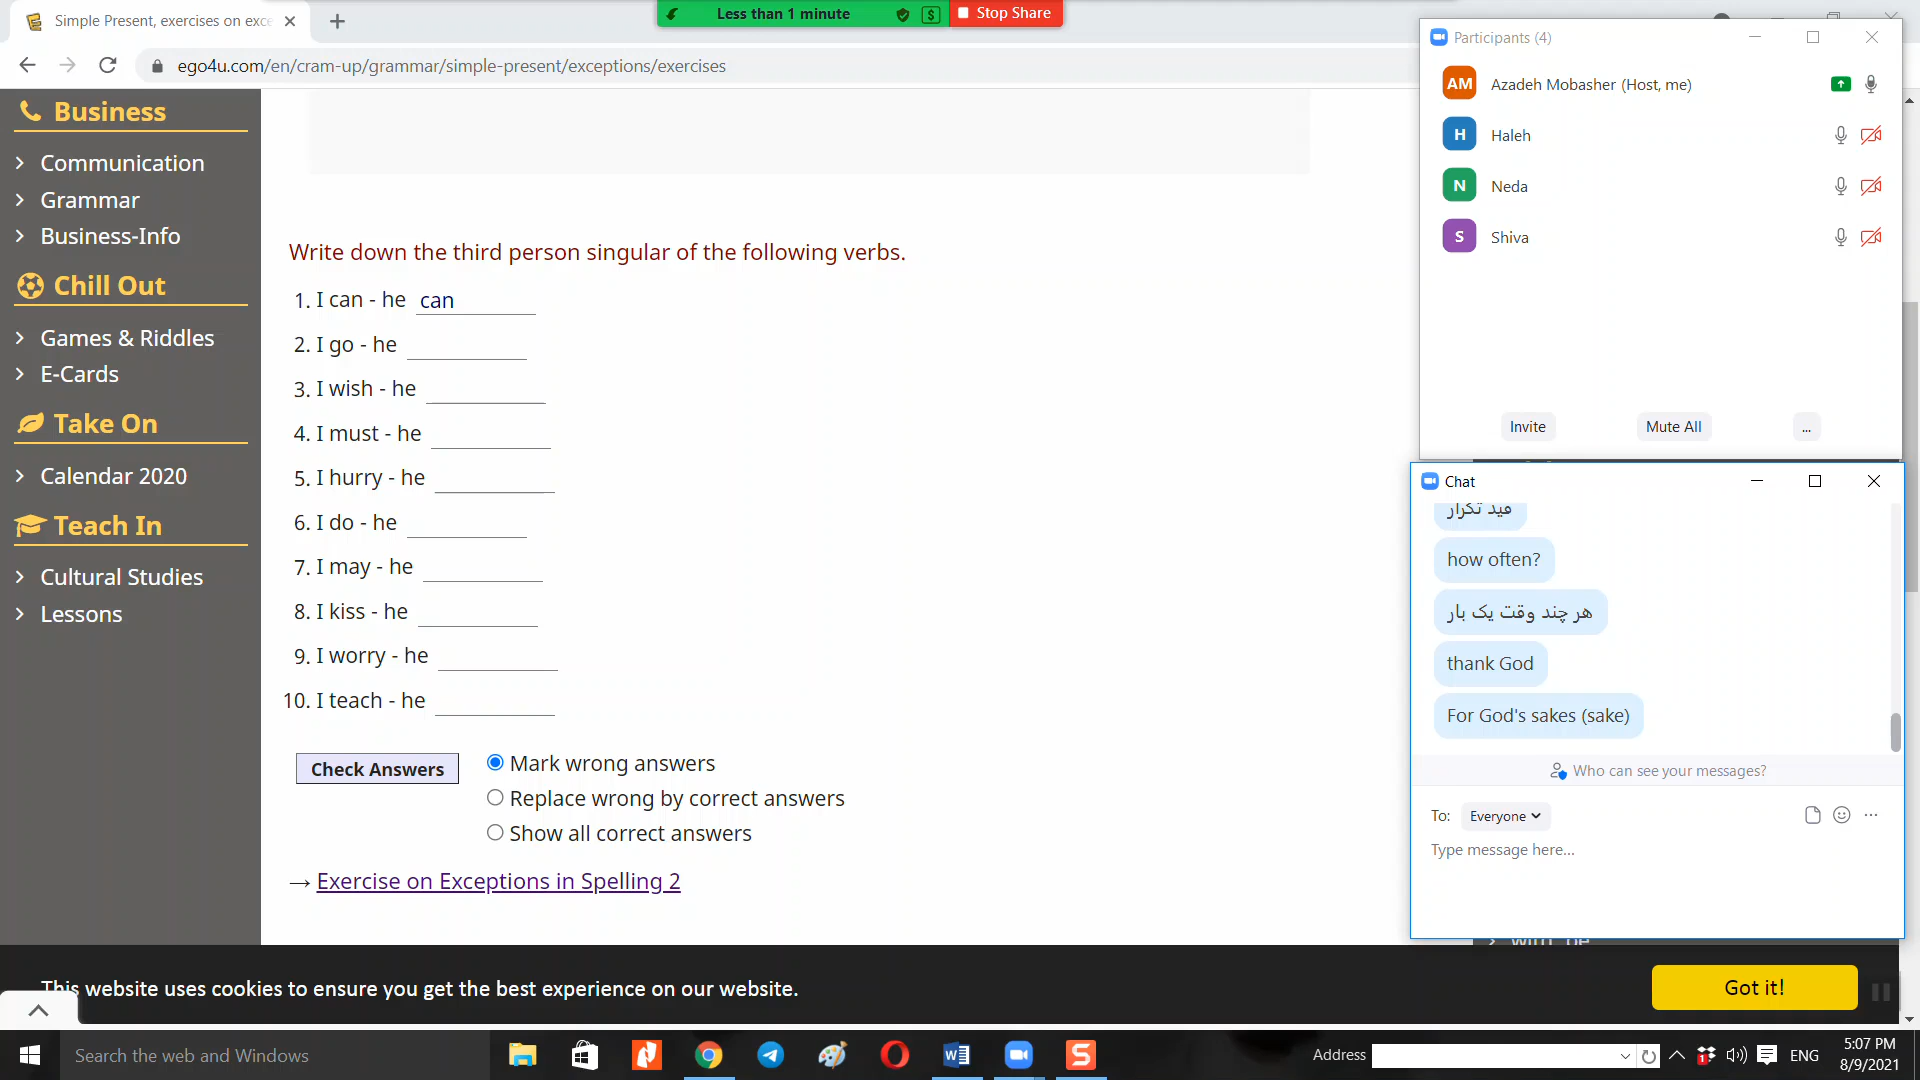 Simple Present, exercises on exce
Less than 1 minute
Stop Share
ego4u.com/en/cram-up/grammar/simple-present/exceptions/exercises
Business
Communication
Grammar
Business-Info
Chill Out
Games & Riddles
E-Cards
Take On
Calendar 2020
Teach In
Cultural Studies
Lessons
Write down the third person singular of the following verbs.
1. I can - he can
2. I go - he
3. I wish - he
4. I must - he
5. I hurry - he
6. I do - he
7. I may - he
8. I kiss - he
9. I worry - he
10. I teach - he
Check Answers
Mark wrong answers
Replace wrong by correct answers
Show all correct answers
→ Exercise on Exceptions in Spelling 2
Participants (4)
AM Azadeh Mobasher (Host, me)
H Haleh
N Neda
S Shiva
Invite
Mute All
...
Chat
قید تکرار
how often?
هر چند وقت یک بار
thank God
For God's sakes (sake)
Who can see your messages?
To: Everyone
Type message here...
This website uses cookies to ensure you get the best experience on our website.
Got it!
Search the web and Windows
Address
ENG
5:07 PM
8/9/2021